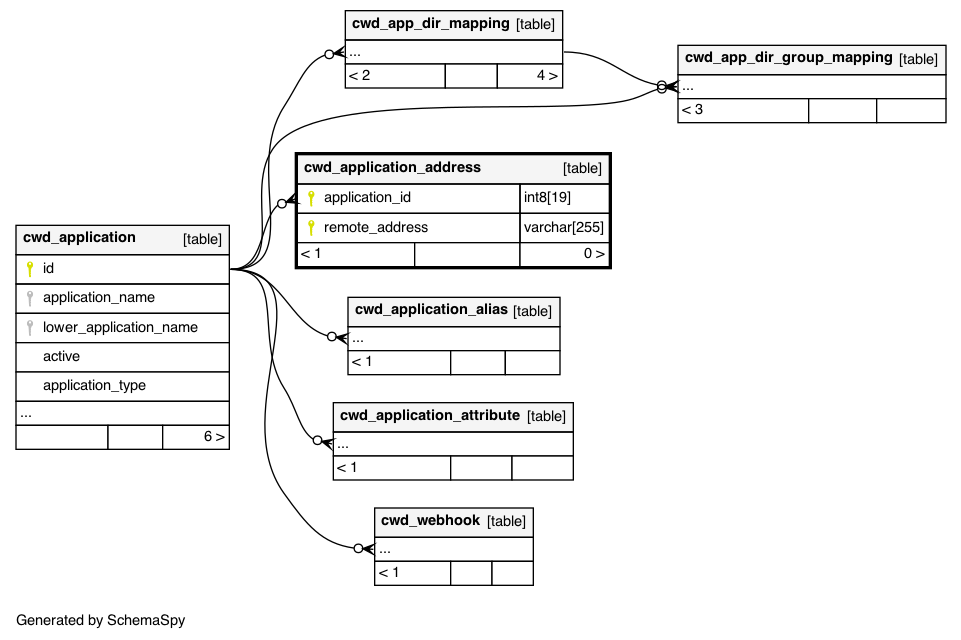 cwd_app_dir_mapping [table]
...
< 2 4 >
cwd_app_dir_group_mapping [table]
...
< 3
cwd_application_address [table]
application_id int8[19]
remote_address varchar[255]
< 1 0 >
cwd_application [table]
id
application_name
lower_application_name
active
application_type
...
6 >
cwd_application_alias [table]
...
< 1
cwd_application_attribute [table]
...
< 1
cwd_webhook [table]
...
< 1
Generated by SchemaSpy